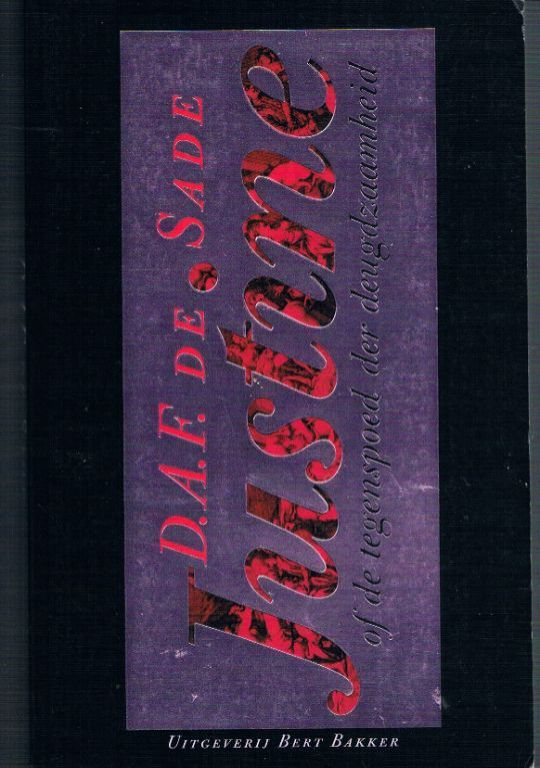 D.A.F. DE SADE
Justine
of de tegenspoed der deugdzaamheid
UITGEVERIJ BERT BAKKER